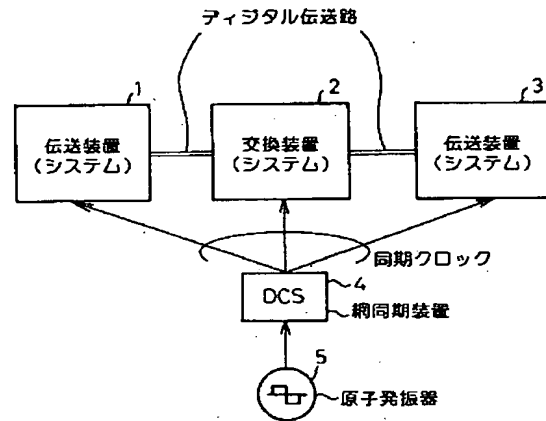 ディジタル伝送路
1
2
3
伝送装置
(システム)
交換装置
(システム)
伝送装置
(システム)
同期クロック
4
DCS
網同期装置
5
原子発振器